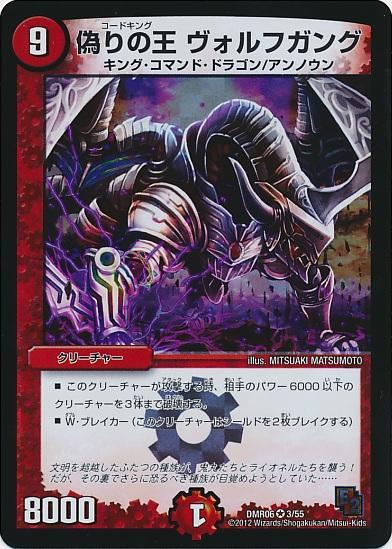 9
コードキング
偽りの王 ヴォルフガング
キング・コマンド・ドラゴン/アンノウン
クリーチャー
illus. MITSUAKI MATSUMOTO
■ このクリーチャーが攻撃する時、相手のパワー6000以下の
クリーチャーを3体まで破壊する。
■ W・ブレイカー(このクリーチャーはシールドを2枚ブレイクする)
文明を超越したふたつの種族が、鬼丸たちとライオネルたちを襲う!
だが、その裏でさらに恐るべき種族が目覚めようとしていた……
E2
8000
1
DMR06 ✪ 3/55
©2012 Wizards/Shogakukan/Mitsui-Kids